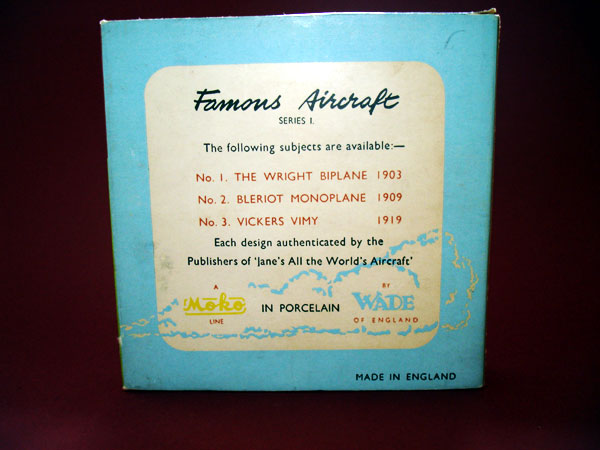 Famous Aircraft
SERIES I.
The following subjects are available:—
No. 1. THE WRIGHT BIPLANE 1903
No. 2. BLERIOT MONOPLANE 1909
No. 3. VICKERS VIMY 1919
Each design authenticated by the
Publishers of 'Jane's All the World's Aircraft'
A
Mōkō
LINE
IN PORCELAIN
BY
WADE
OF ENGLAND
MADE IN ENGLAND